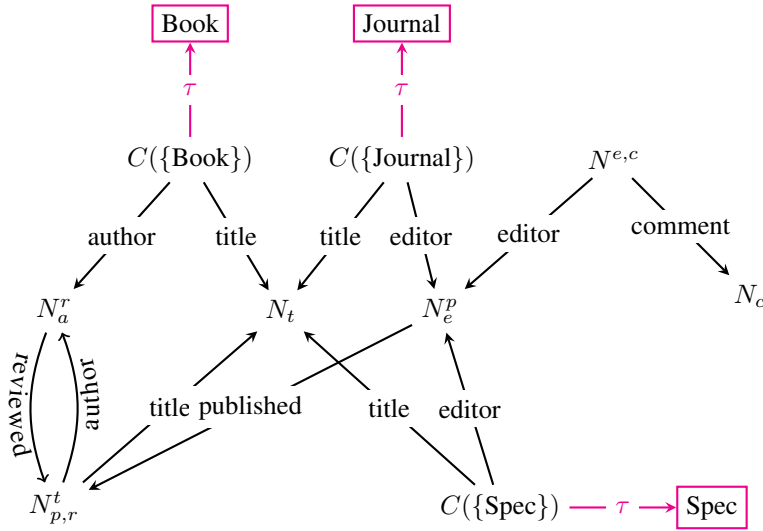 Book Journal
τ τ
C({Book}) C({Journal}) N^{e,c}
author title title editor editor comment
N_a^r N_t N_e^p N_c
reviewed author title published title editor
N_{p,r}^t C({Spec}) τ Spec